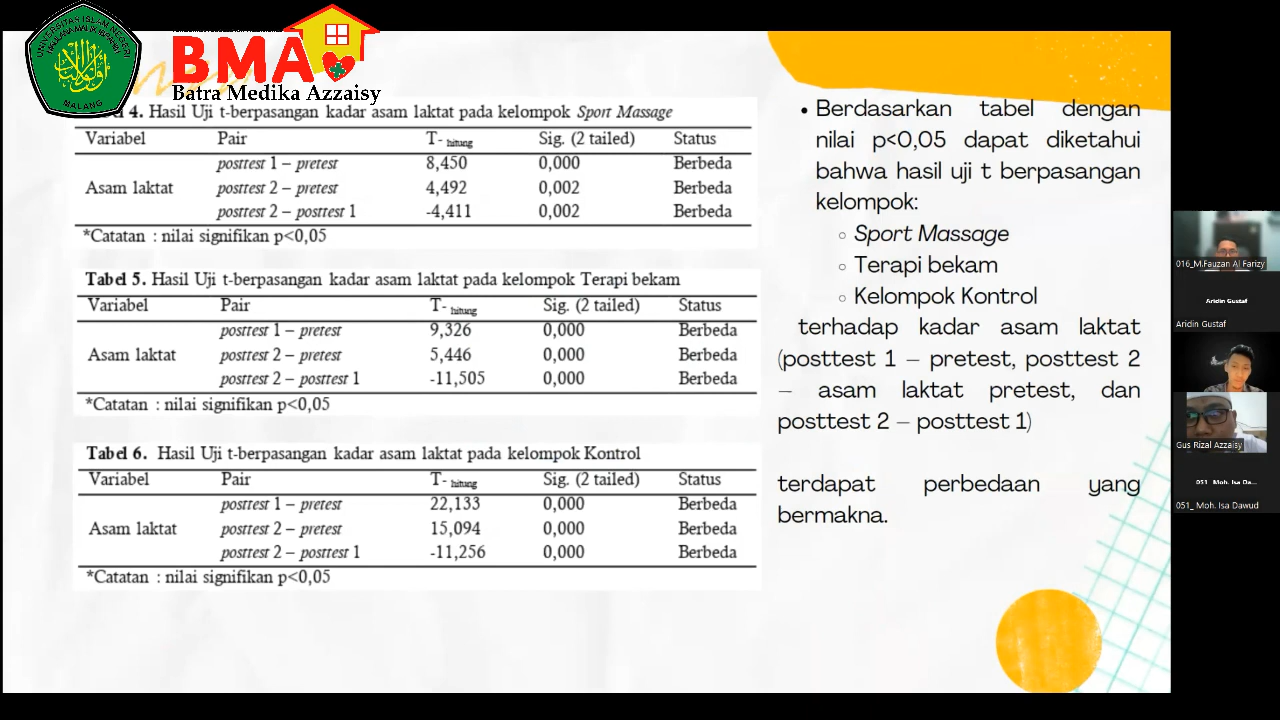 UNIVERSITAS ISLAM NEGERI
MALANG
BMA
Batra Medika Azzaisy
4. Hasil Uji t-berpasangan kadar asam laktat pada kelompok Sport Massage
Variabel Pair T- hitung Sig. (2 tailed) Status
posttest 1 – pretest 8,450 0,000 Berbeda
Asam laktat posttest 2 – pretest 4,492 0,002 Berbeda
posttest 2 – posttest 1 -4,411 0,002 Berbeda
*Catatan : nilai signifikan p<0,05
Tabel 5. Hasil Uji t-berpasangan kadar asam laktat pada kelompok Terapi bekam
Variabel Pair T- hitung Sig. (2 tailed) Status
posttest 1 – pretest 9,326 0,000 Berbeda
Asam laktat posttest 2 – pretest 5,446 0,000 Berbeda
posttest 2 – posttest 1 -11,505 0,000 Berbeda
*Catatan : nilai signifikan p<0,05
Tabel 6. Hasil Uji t-berpasangan kadar asam laktat pada kelompok Kontrol
Variabel Pair T- hitung Sig. (2 tailed) Status
posttest 1 – pretest 22,133 0,000 Berbeda
Asam laktat posttest 2 – pretest 15,094 0,000 Berbeda
posttest 2 – posttest 1 -11,256 0,000 Berbeda
*Catatan : nilai signifikan p<0,05
• Berdasarkan tabel dengan
nilai p<0,05 dapat diketahui
bahwa hasil uji t berpasangan
kelompok:
○ Sport Massage
○ Terapi bekam
○ Kelompok Kontrol
terhadap kadar asam laktat
(posttest 1 – pretest, posttest 2
– asam laktat pretest, dan
posttest 2 – posttest 1)
terdapat perbedaan yang
bermakna.
016_M.Fauzan Al Farizy
Aridin Gustaf
Aridin Gustaf
Gus Rizal Azzaisy
051_ Moh. Isa Da...
051_ Moh. Isa Dawud